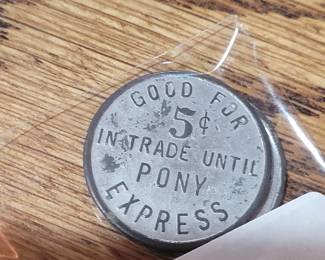 GOOD FOR
5¢
IN TRADE UNTIL
PONY
EXPRESS